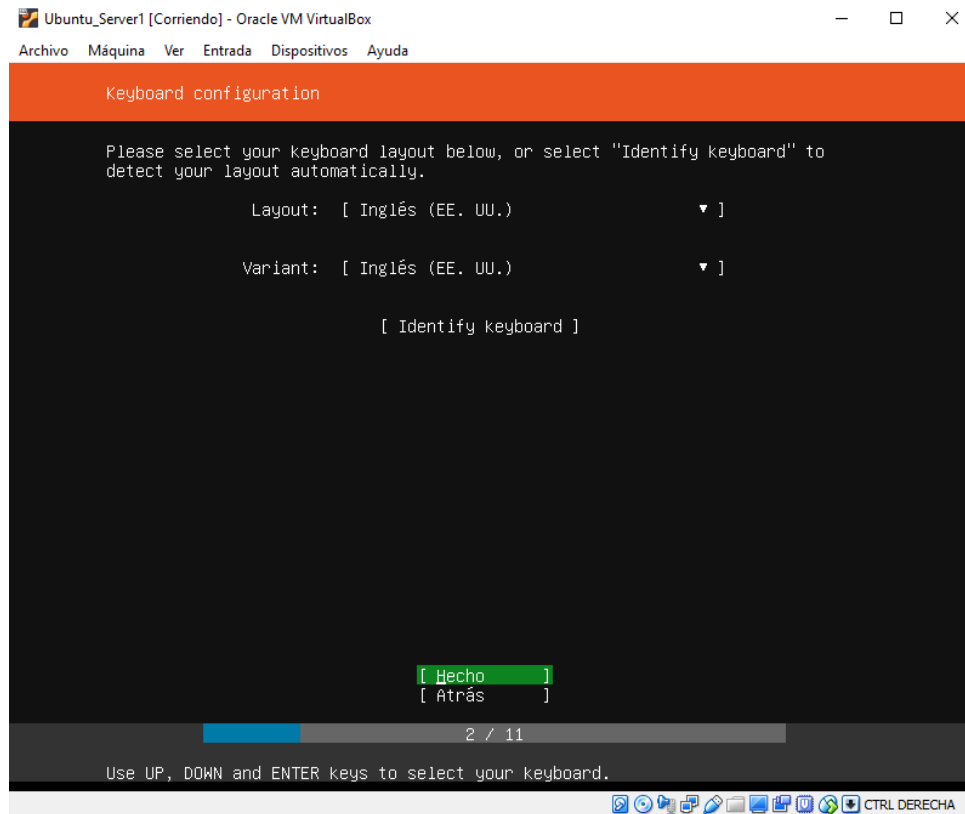 Ubuntu_Server1 [Corriendo] - Oracle VM VirtualBox
Archivo Máquina Ver Entrada Dispositivos Ayuda
Keyboard configuration
Please select your keyboard layout below, or select "Identify keyboard" to
detect your layout automatically.
Layout: [ Inglés (EE. UU.) ▼ ]
Variant: [ Inglés (EE. UU.) ▼ ]
[ Identify keyboard ]
[ Hecho ]
[ Atrás ]
2 / 11
Use UP, DOWN and ENTER keys to select your keyboard.
CTRL DERECHA